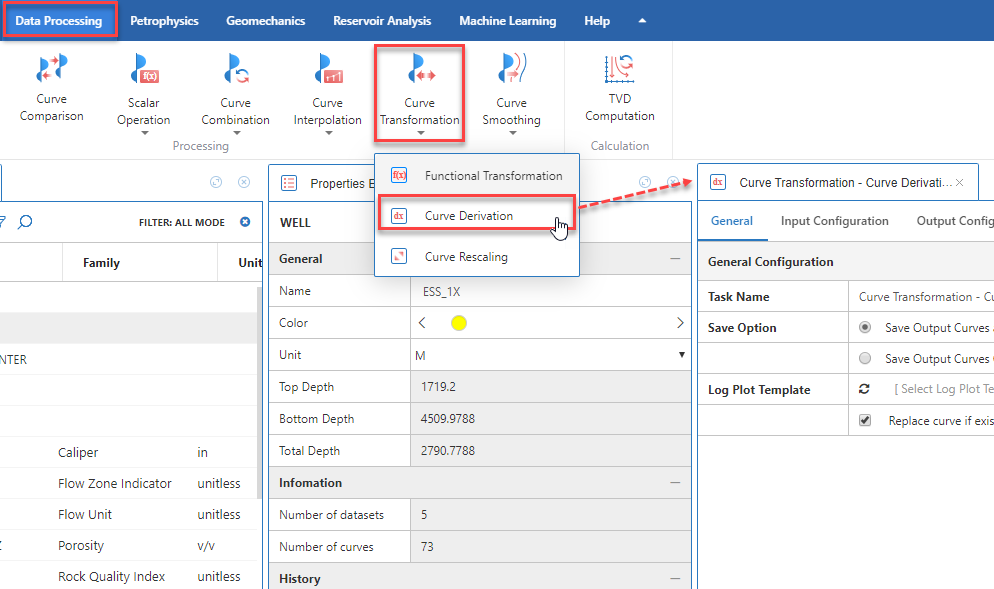 Data Processing
Petrophysics
Geomechanics
Reservoir Analysis
Machine Learning
Help
Curve
Comparison
f(x)
Scalar
Operation
Curve
Combination
Curve
Interpolation
Curve
Transformation
Curve
Smoothing
TVD
Computation
Processing
Calculation
f(x) Functional Transformation
dx Curve Derivation
Curve Rescaling
FILTER: ALL MODE
Family
Unit
NTER
Caliper in
Flow Zone Indicator unitless
Flow Unit unitless
Porosity v/v
Rock Quality Index unitless
Properties E
WELL
General
Name ESS_1X
Color
Unit M
Top Depth 1719.2
Bottom Depth 4509.9788
Total Depth 2790.7788
Infomation
Number of datasets 5
Number of curves 73
History
dx Curve Transformation - Curve Derivati...
General Input Configuration Output Config
General Configuration
Task Name Curve Transformation - Cu
Save Option Save Output Curves
Save Output Curves
Log Plot Template [ Select Log Plot Te
Replace curve if exis